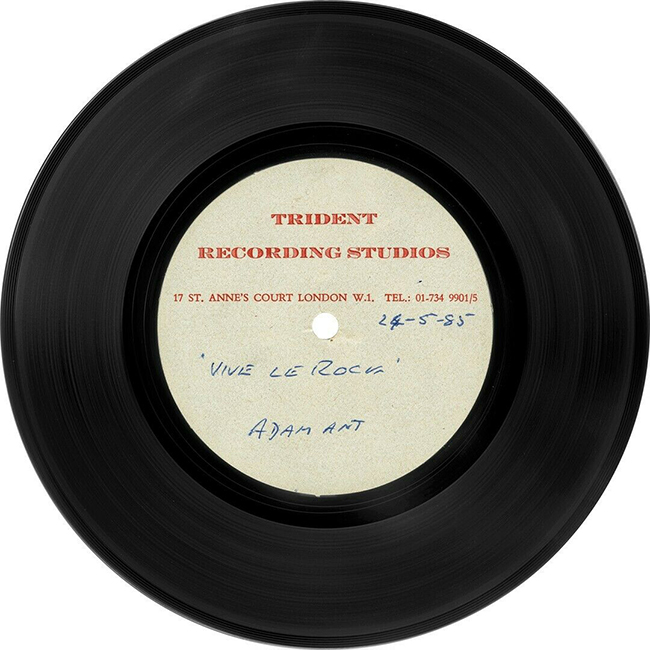 TRIDENT
RECORDING STUDIOS
17 ST. ANNE'S COURT LONDON W.1. TEL.: 01-734 9901/5
24-5-85
'VIVE LE ROCK'
ADAM ANT